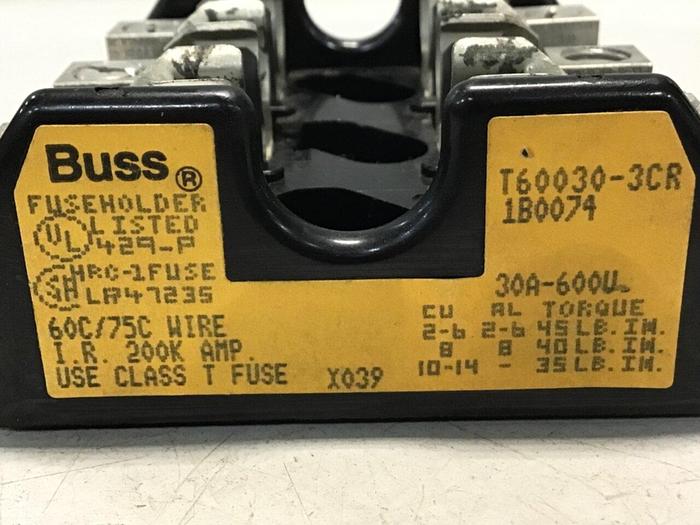 Buss ®
FUSEHOLDER
UL LISTED
429-P
HRC-1FUSE
LR47235
60C/75C WIRE
I.R. 200K AMP.
USE CLASS T FUSE
X039
T60030-3CR
1B0074
30A-600V
CU AL TORQUE
2-6 2-6 45 LB. IN.
8 8 40 LB. IN.
10-14 - 35 LB. IN.